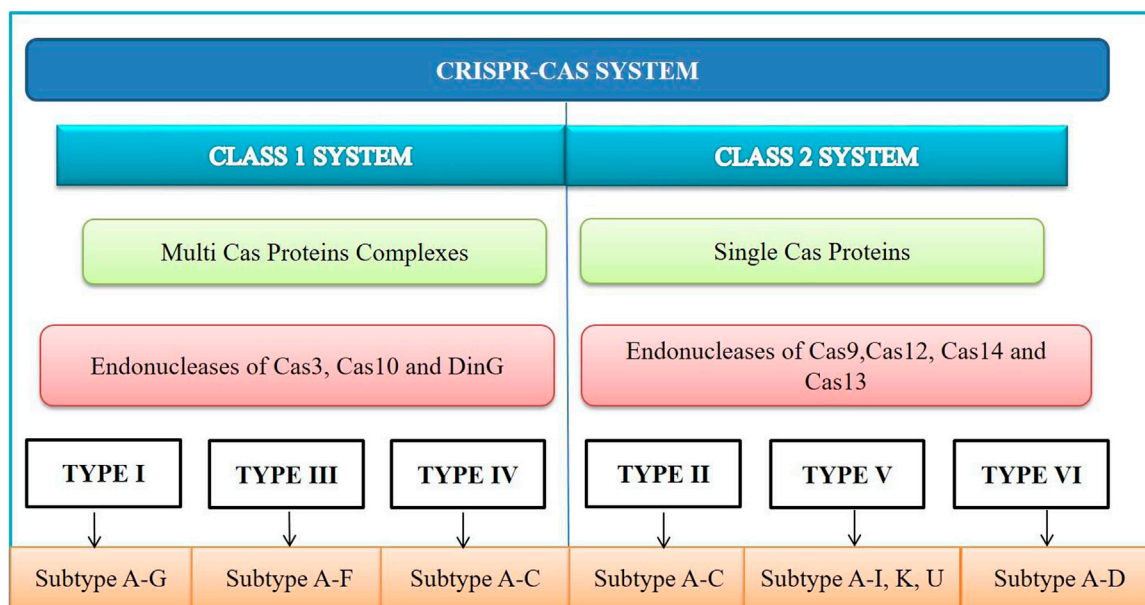 CRISPR-CAS SYSTEM
CLASS 1 SYSTEM
CLASS 2 SYSTEM
Multi Cas Proteins Complexes
Single Cas Proteins
Endonucleases of Cas3, Cas10 and DinG
Endonucleases of Cas9,Cas12, Cas14 and
Cas13
TYPE I
TYPE III
TYPE IV
TYPE II
TYPE V
TYPE VI
Subtype A-G
Subtype A-F
Subtype A-C
Subtype A-C
Subtype A-I, K, U
Subtype A-D